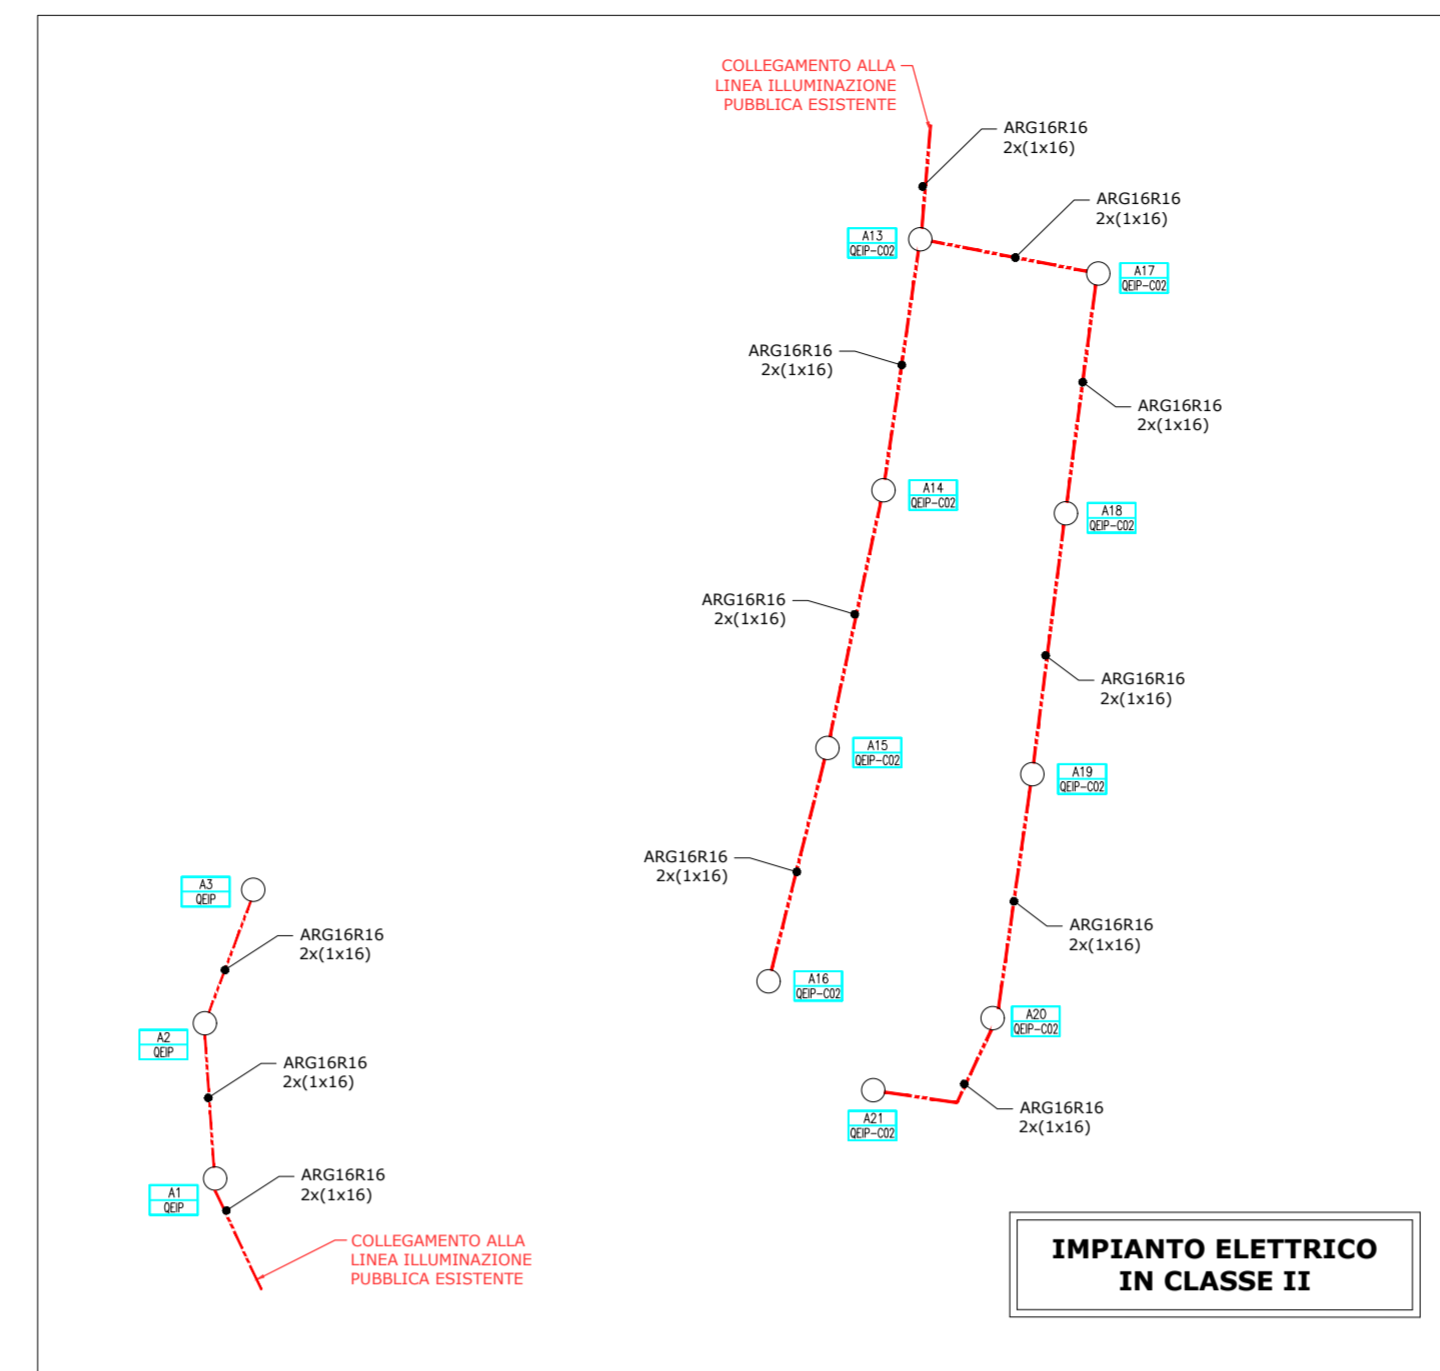 COLLEGAMENTO ALLA
LINEA ILLUMINAZIONE
PUBBLICA ESISTENTE
ARG16R16
2x(1x16)
ARG16R16
2x(1x16)
A13
QEIP-C02
A17
QEIP-C02
ARG16R16
2x(1x16)
ARG16R16
2x(1x16)
A14
QEIP-C02
A18
QEIP-C02
ARG16R16
2x(1x16)
ARG16R16
2x(1x16)
A15
QEIP-C02
A19
QEIP-C02
ARG16R16
2x(1x16)
A3
QEIP
ARG16R16
2x(1x16)
ARG16R16
2x(1x16)
A16
QEIP-C02
A20
QEIP-C02
A2
QEIP
ARG16R16
2x(1x16)
A21
QEIP-C02
ARG16R16
2x(1x16)
A1
QEIP
ARG16R16
2x(1x16)
COLLEGAMENTO ALLA
LINEA ILLUMINAZIONE
PUBBLICA ESISTENTE
IMPIANTO ELETTRICO
IN CLASSE II